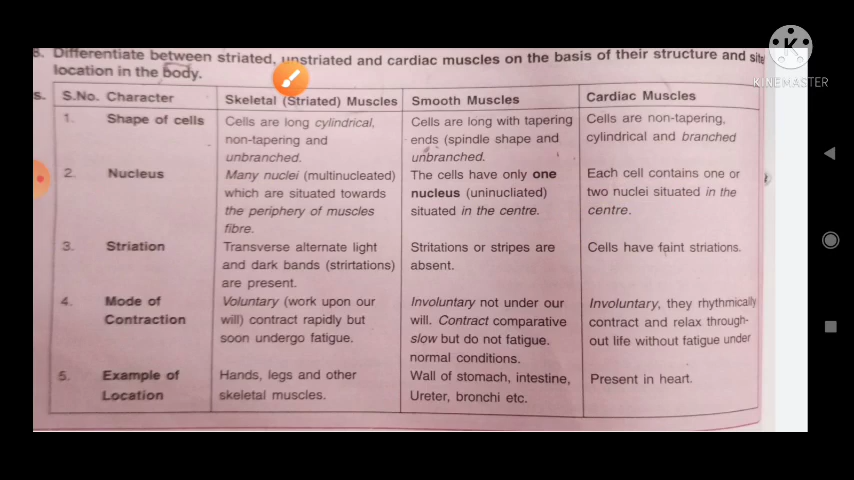 3. Differentiate between striated, unstriated and cardiac muscles on the basis of their structure and site
location in the body.
s.
S.No. Character Skeletal (Striated) Muscles Smooth Muscles Cardiac Muscles
1. Shape of cells Cells are long cylindrical, Cells are long with tapering Cells are non-tapering,
non-tapering and ends (spindle shape and cylindrical and branched
unbranched. unbranched.
2. Nucleus Many nuclei (multinucleated) The cells have only one Each cell contains one or
which are situated towards nucleus (uninucliated) two nuclei situated in the
the periphery of muscles situated in the centre. centre.
fibre.
3. Striation Transverse alternate light Stritations or stripes are Cells have faint striations.
and dark bands (strirtations) absent.
are present.
4. Mode of Voluntary (work upon our Involuntary not under our Involuntary, they rhythmically
Contraction will) contract rapidly but will. Contract comparative contract and relax through-
soon undergo fatigue. slow but do not fatigue. out life without fatigue under
normal conditions.
5. Example of Hands, legs and other Wall of stomach, intestine, Present in heart.
Location skeletal muscles. Ureter, bronchi etc.
K
KINEMASTER